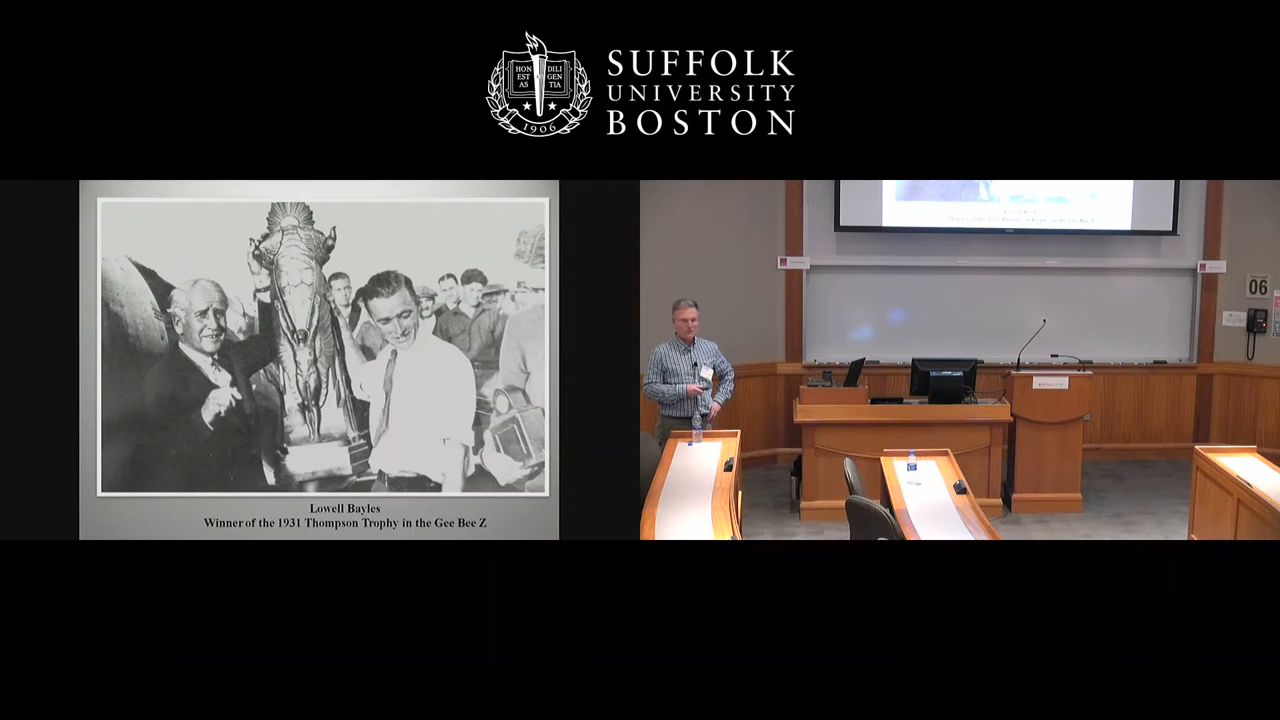 HON
EST
AS
DILI
GEN
TIA
1906
SUFFOLK
UNIVERSITY
BOSTON
Lowell Bayles
Winner of the 1931 Thompson Trophy in the Gee Bee Z
06